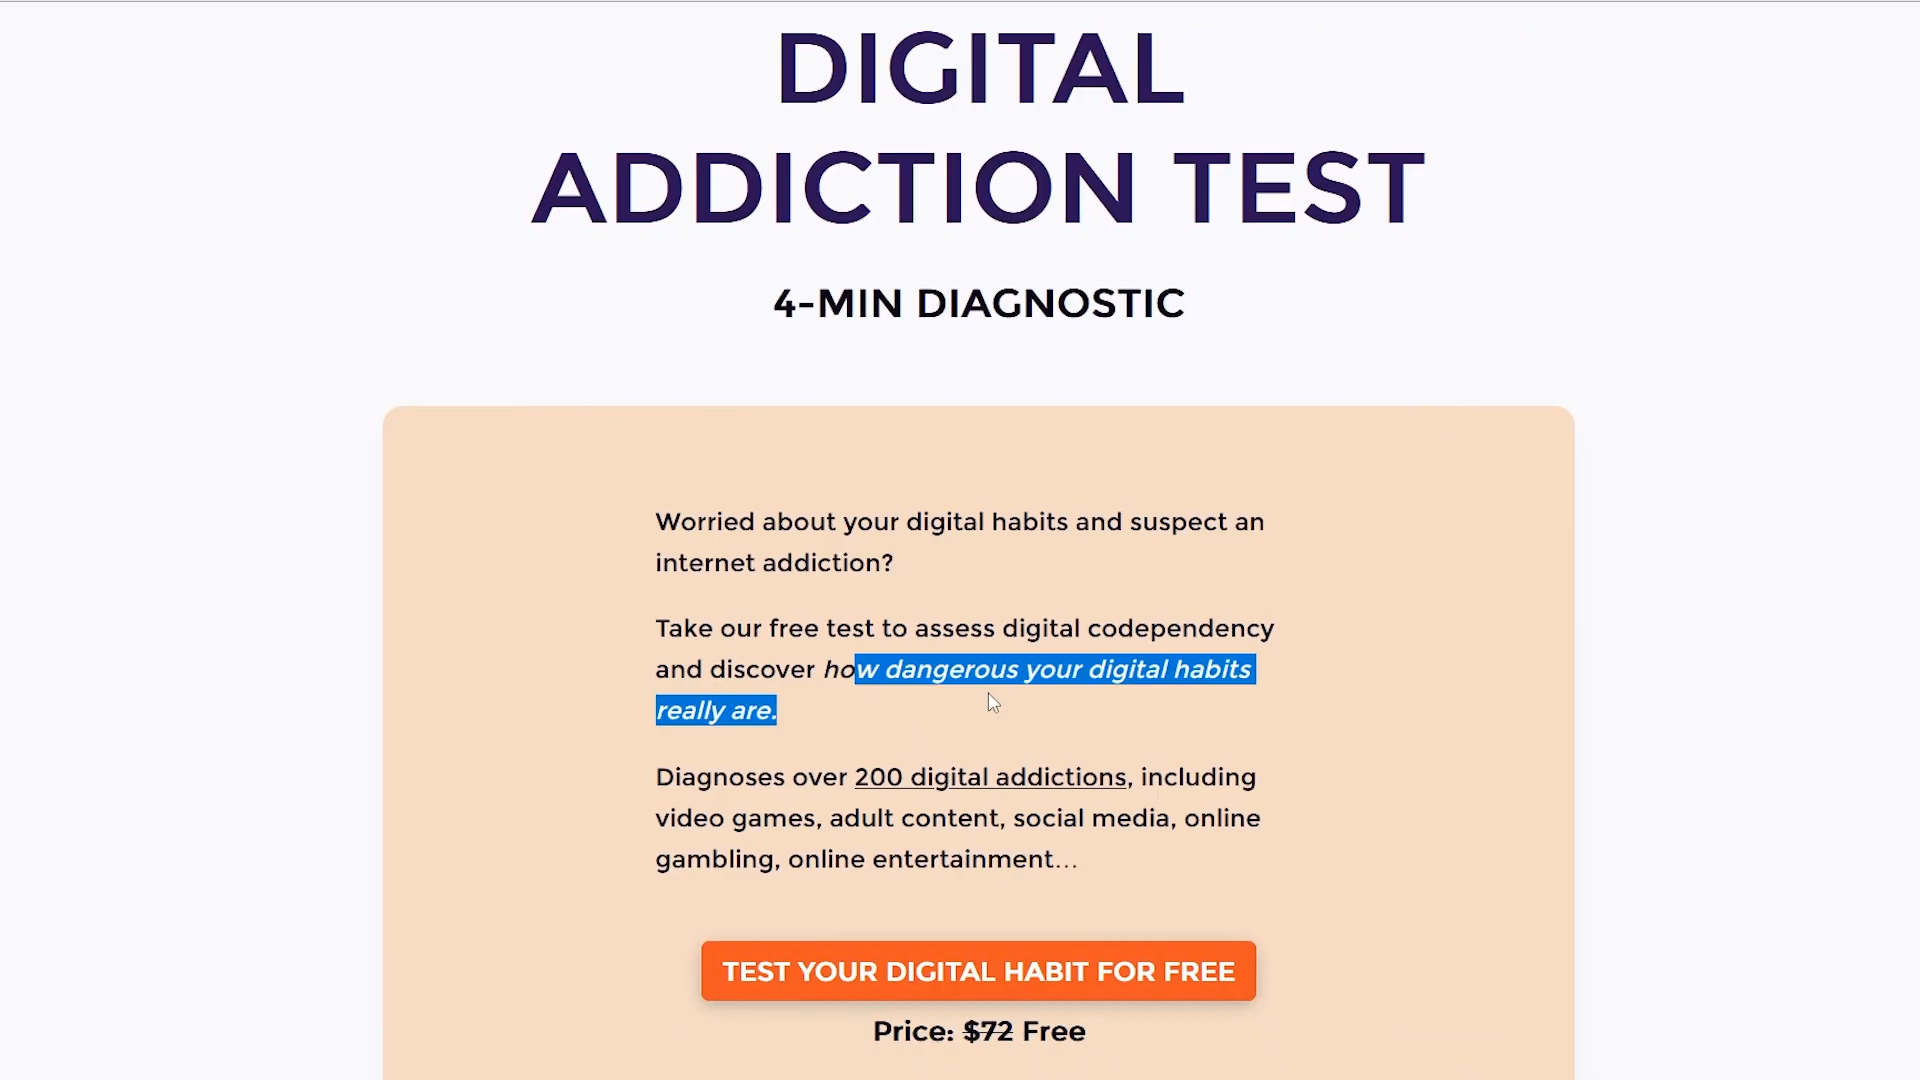 DIGITAL
ADDICTION TEST
4-MIN DIAGNOSTIC
Worried about your digital habits and suspect an
internet addiction?
Take our free test to assess digital codependency
and discover how dangerous your digital habits
really are.
Diagnoses over 200 digital addictions, including
video games, adult content, social media, online
gambling, online entertainment...
TEST YOUR DIGITAL HABIT FOR FREE
Price: $72 Free